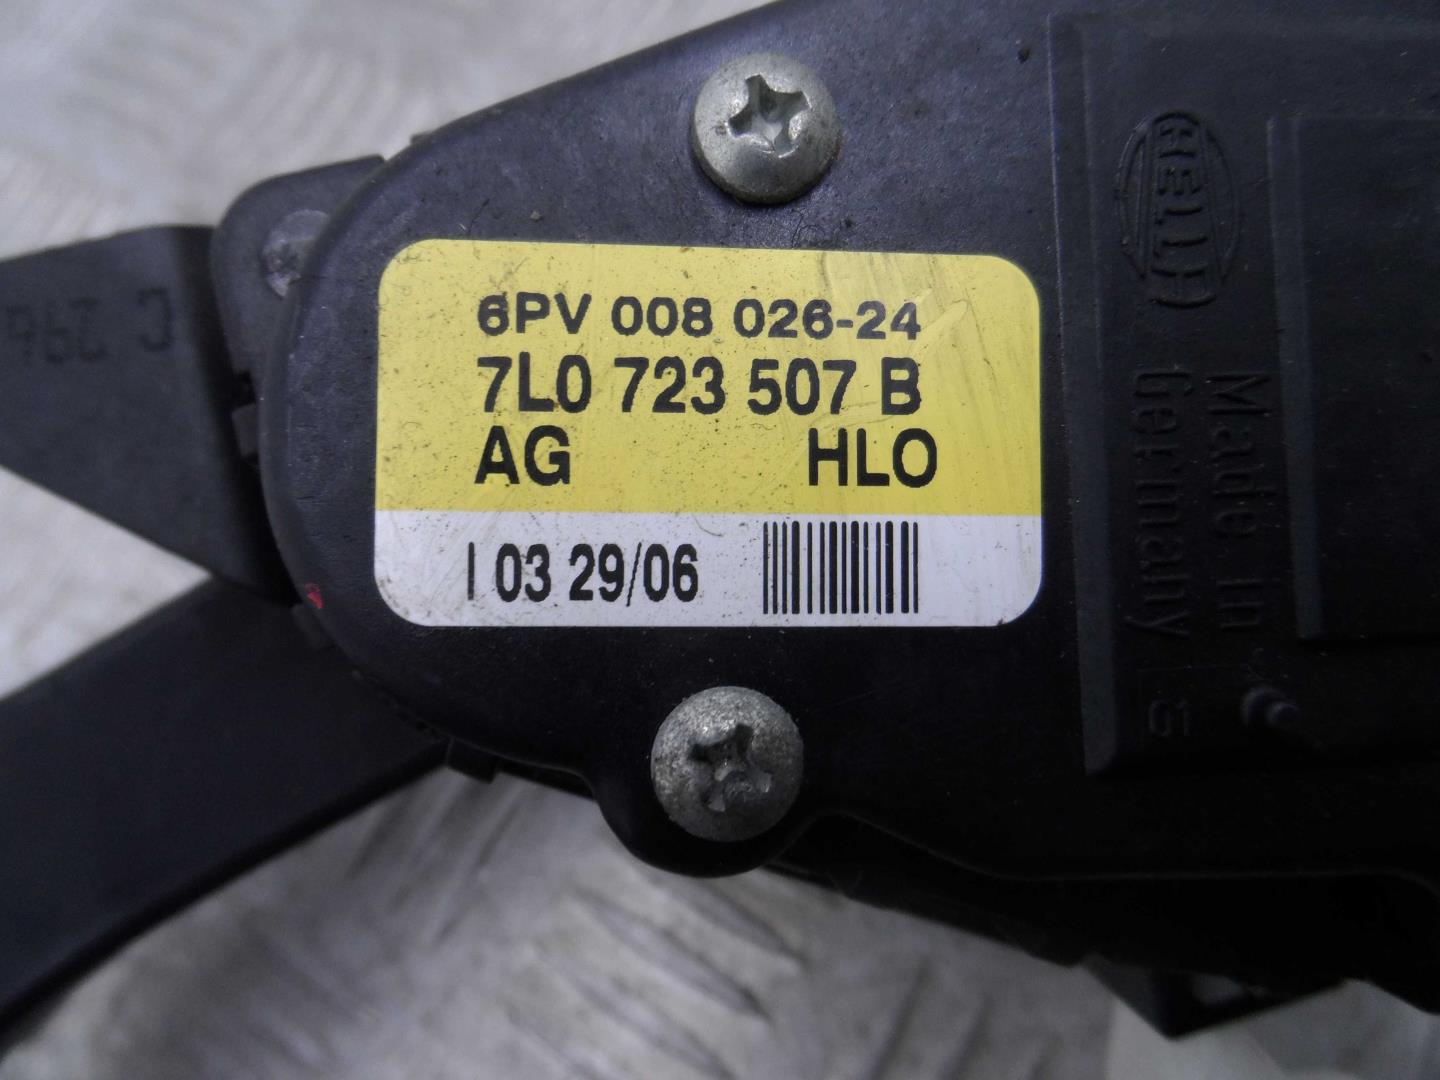 6PV 008 026-24
7L0 723 507 B
AG HLO
I 03 29/06
HELLA
Made in
Germany